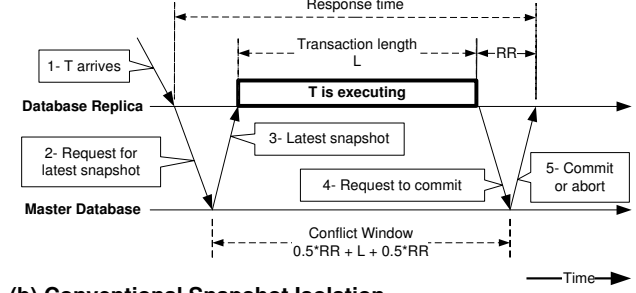 Response time
Transaction length
L
RR
1- T arrives
T is executing
Database Replica
3- Latest snapshot
2- Request for
latest snapshot
4- Request to commit
5- Commit
or abort
Master Database
Conflict Window
0.5*RR + L + 0.5*RR
Time
(b) Conventional Snapshot Isolation